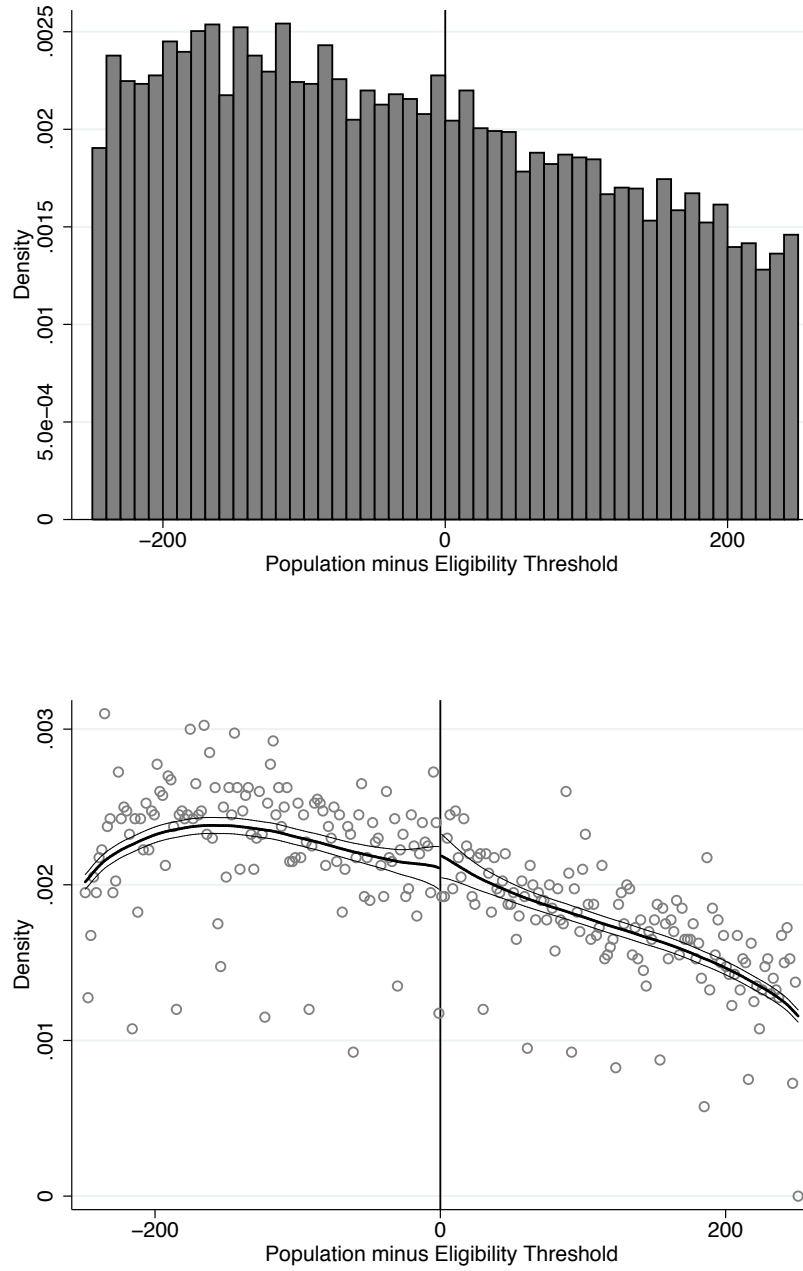 .0025
.002
.0015
.001
5.0e−04
0
Density
−200 0 200
Population minus Eligibility Threshold
.003
.002
.001
0
Density
−200 0 200
Population minus Eligibility Threshold